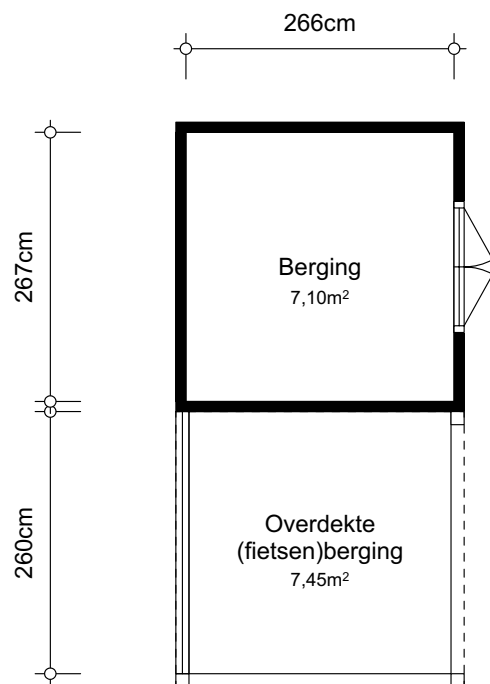 266cm
267cm
Berging
7,10m²
260cm
Overdekte
(fietsen)berging
7,45m²